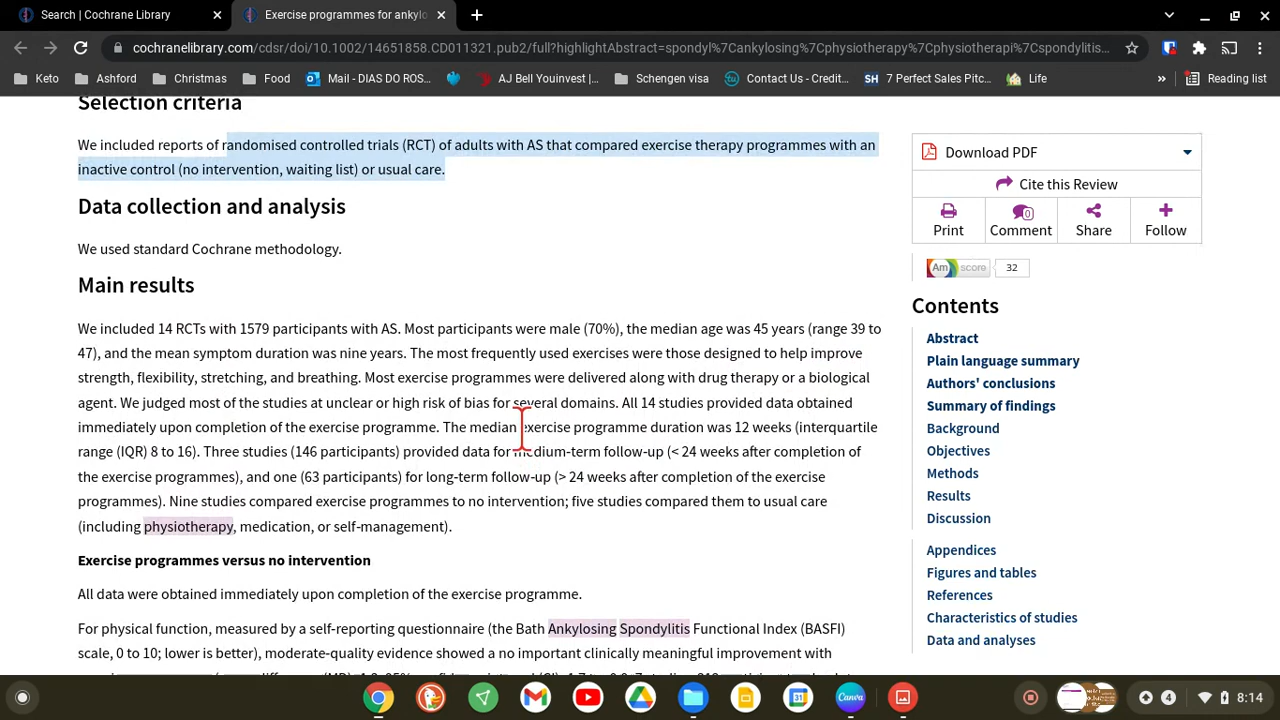 Search | Cochrane Library
Exercise programmes for ankylo
cochranelibrary.com/cdsr/doi/10.1002/14651858.CD011321.pub2/full?highlightAbstract=spondyl%7Cankylosing%7Cphysiotherapy%7Cphysiotherapi%7Cspondylitis…
Keto
Ashford
Christmas
Food
Mail - DIAS DO ROS…
AJ Bell Youinvest |…
Schengen visa
Contact Us - Credit…
SH 7 Perfect Sales Pitc…
Life
»
Reading list
Selection criteria
We included reports of randomised controlled trials (RCT) of adults with AS that compared exercise therapy programmes with an
inactive control (no intervention, waiting list) or usual care.
Data collection and analysis
We used standard Cochrane methodology.
Main results
We included 14 RCTs with 1579 participants with AS. Most participants were male (70%), the median age was 45 years (range 39 to
47), and the mean symptom duration was nine years. The most frequently used exercises were those designed to help improve
strength, flexibility, stretching, and breathing. Most exercise programmes were delivered along with drug therapy or a biological
agent. We judged most of the studies at unclear or high risk of bias for several domains. All 14 studies provided data obtained
immediately upon completion of the exercise programme. The median exercise programme duration was 12 weeks (interquartile
range (IQR) 8 to 16). Three studies (146 participants) provided data for medium-term follow-up (< 24 weeks after completion of
the exercise programmes), and one (63 participants) for long-term follow-up (> 24 weeks after completion of the exercise
programmes). Nine studies compared exercise programmes to no intervention; five studies compared them to usual care
(including physiotherapy, medication, or self-management).
Exercise programmes versus no intervention
All data were obtained immediately upon completion of the exercise programme.
For physical function, measured by a self-reporting questionnaire (the Bath Ankylosing Spondylitis Functional Index (BASFI)
scale, 0 to 10; lower is better), moderate-quality evidence showed a no important clinically meaningful improvement with
Download PDF
Cite this Review
Print
0
Comment
Share
Follow
Am score 32
Contents
Abstract
Plain language summary
Authors' conclusions
Summary of findings
Background
Objectives
Methods
Results
Discussion
Appendices
Figures and tables
References
Characteristics of studies
Data and analyses
4
8:14